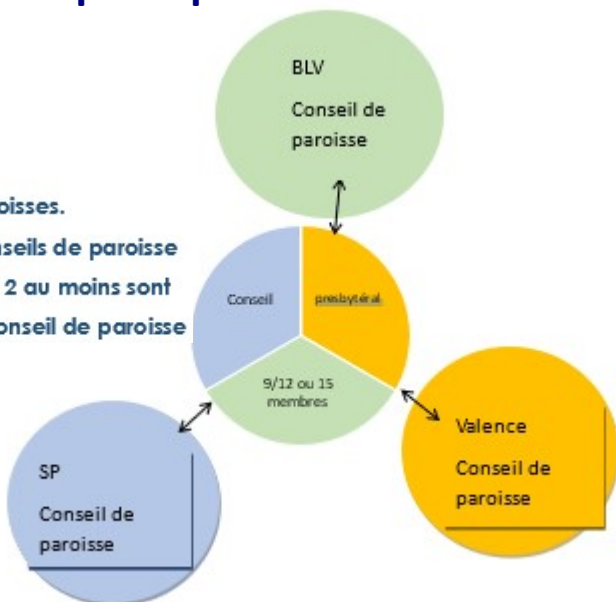 BLV
Conseil de
paroisse
oisses.
nseils de paroisse
2 au moins sont
onseil de paroisse
Conseil
presbytéral
9/12 ou 15
membres
SP
Conseil de
paroisse
Valence
Conseil de
paroisse